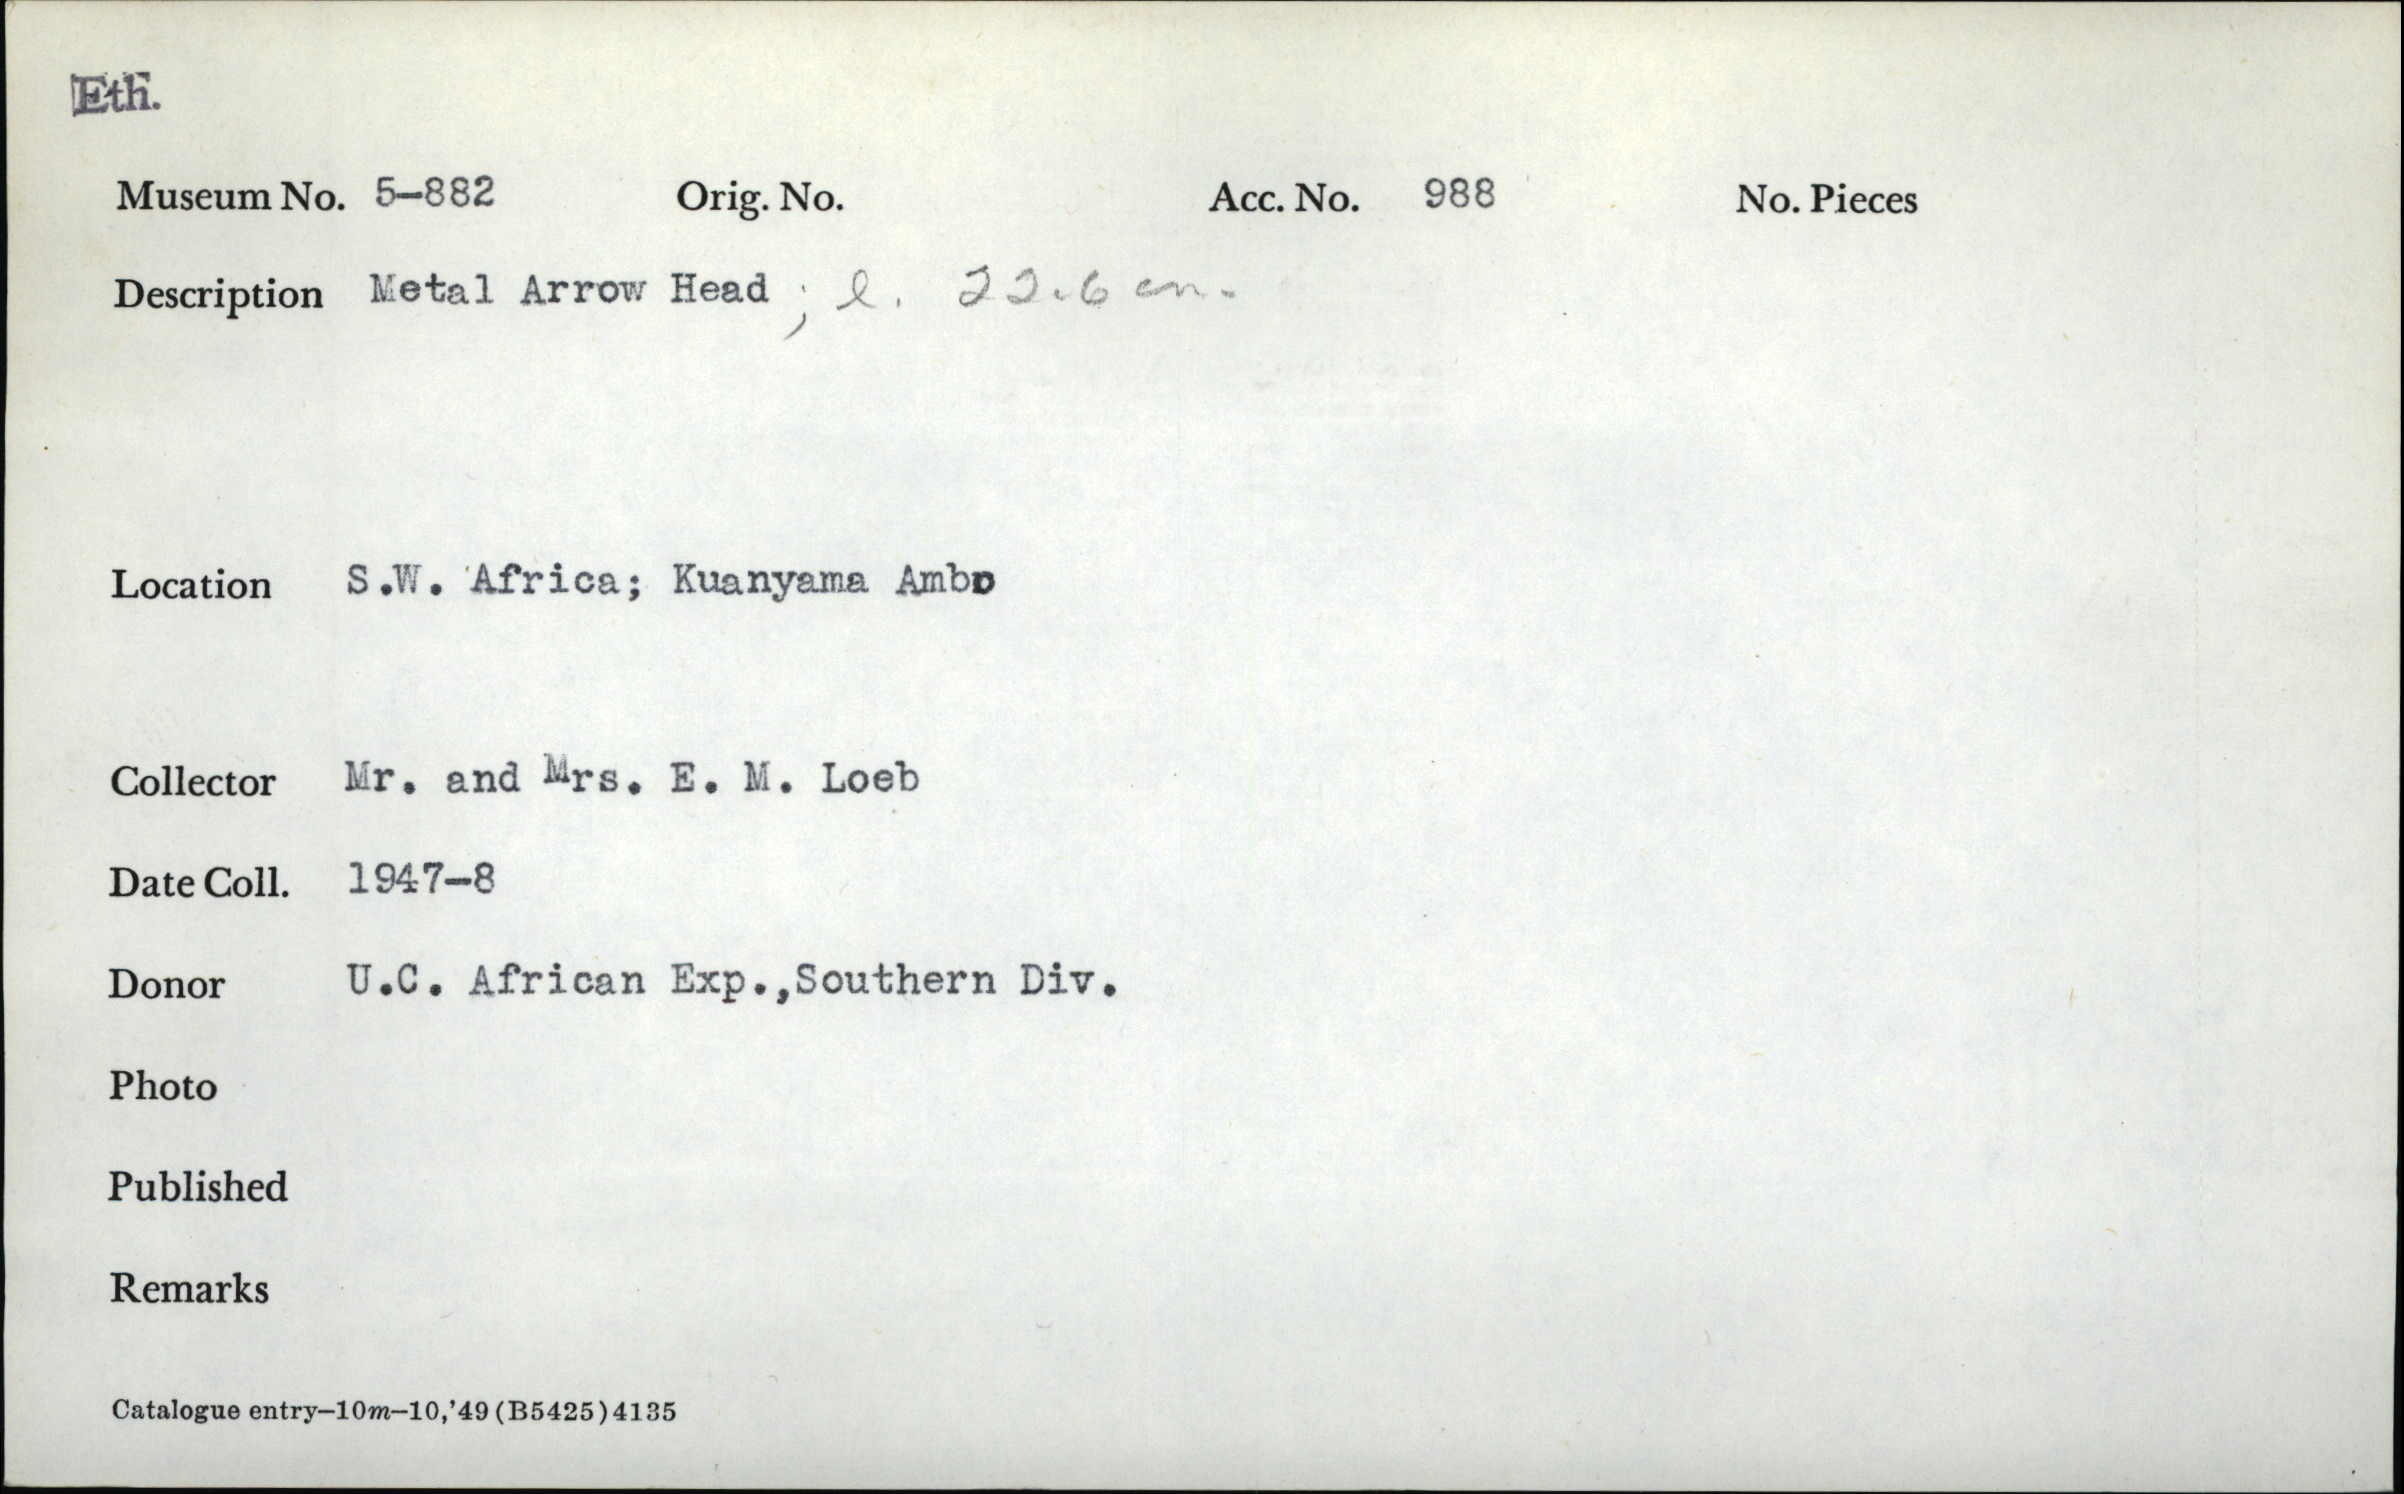 Eth.
Museum No. 5-882 Orig. No. Acc. No. 988 No. Pieces
Description Metal Arrow Head ; l. 22.6 cm.
Location S.W. Africa; Kuanyama Ambo
Collector Mr. and Mrs. E. M. Loeb
Date Coll. 1947-8
Donor U.C. African Exp.,Southern Div.
Photo
Published
Remarks
Catalogue entry—10m—10,'49 (B5425) 4135